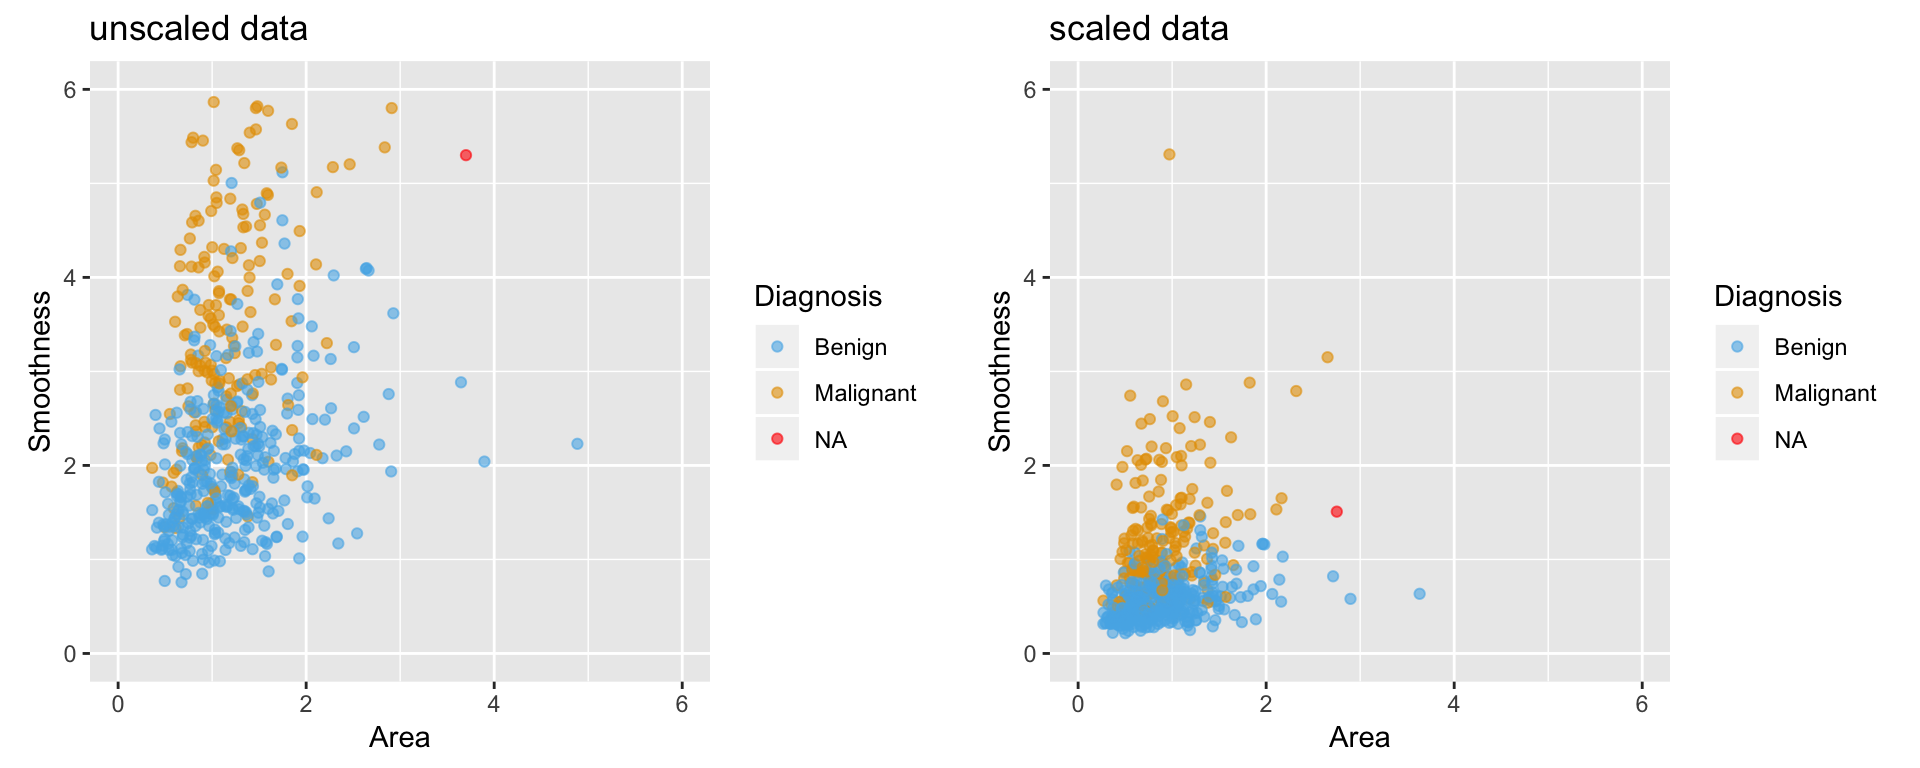 unscaled data
6
4
2
0
Smoothness
0 2 4 6
Area
Diagnosis
Benign
Malignant
NA
scaled data
6
4
2
0
Smoothness
0 2 4 6
Area
Diagnosis
Benign
Malignant
NA